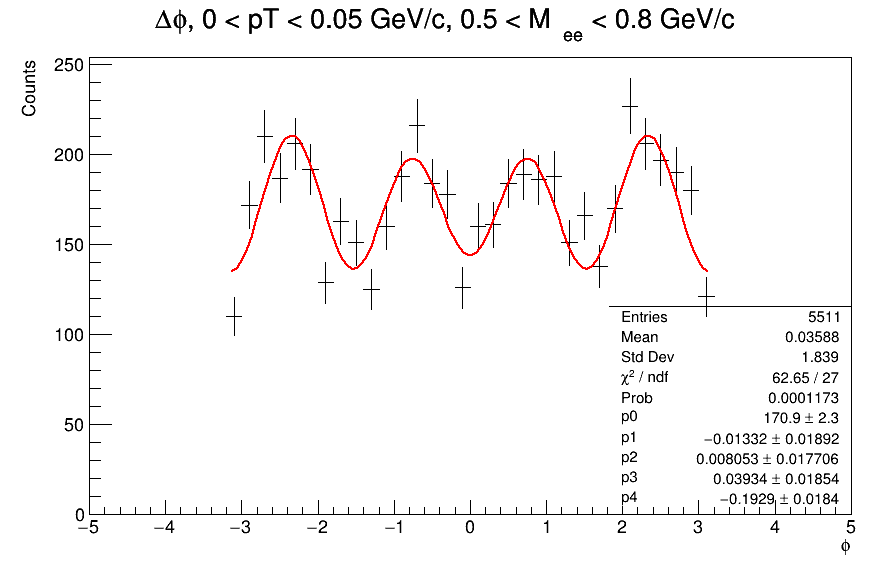 Δϕ, 0 < pT < 0.05 GeV/c, 0.5 < M ee < 0.8 GeV/c
Counts
250
200
150
100
50
0
Entries 5511
Mean 0.03588
Std Dev 1.839
χ² / ndf 62.65 / 27
Prob 0.0001173
p0 170.9 ± 2.3
p1 −0.01332 ± 0.01892
p2 0.008053 ± 0.017706
p3 0.03934 ± 0.01854
p4 −0.1929 ± 0.0184
−5 −4 −3 −2 −1 0 1 2 3 4 5
ϕ